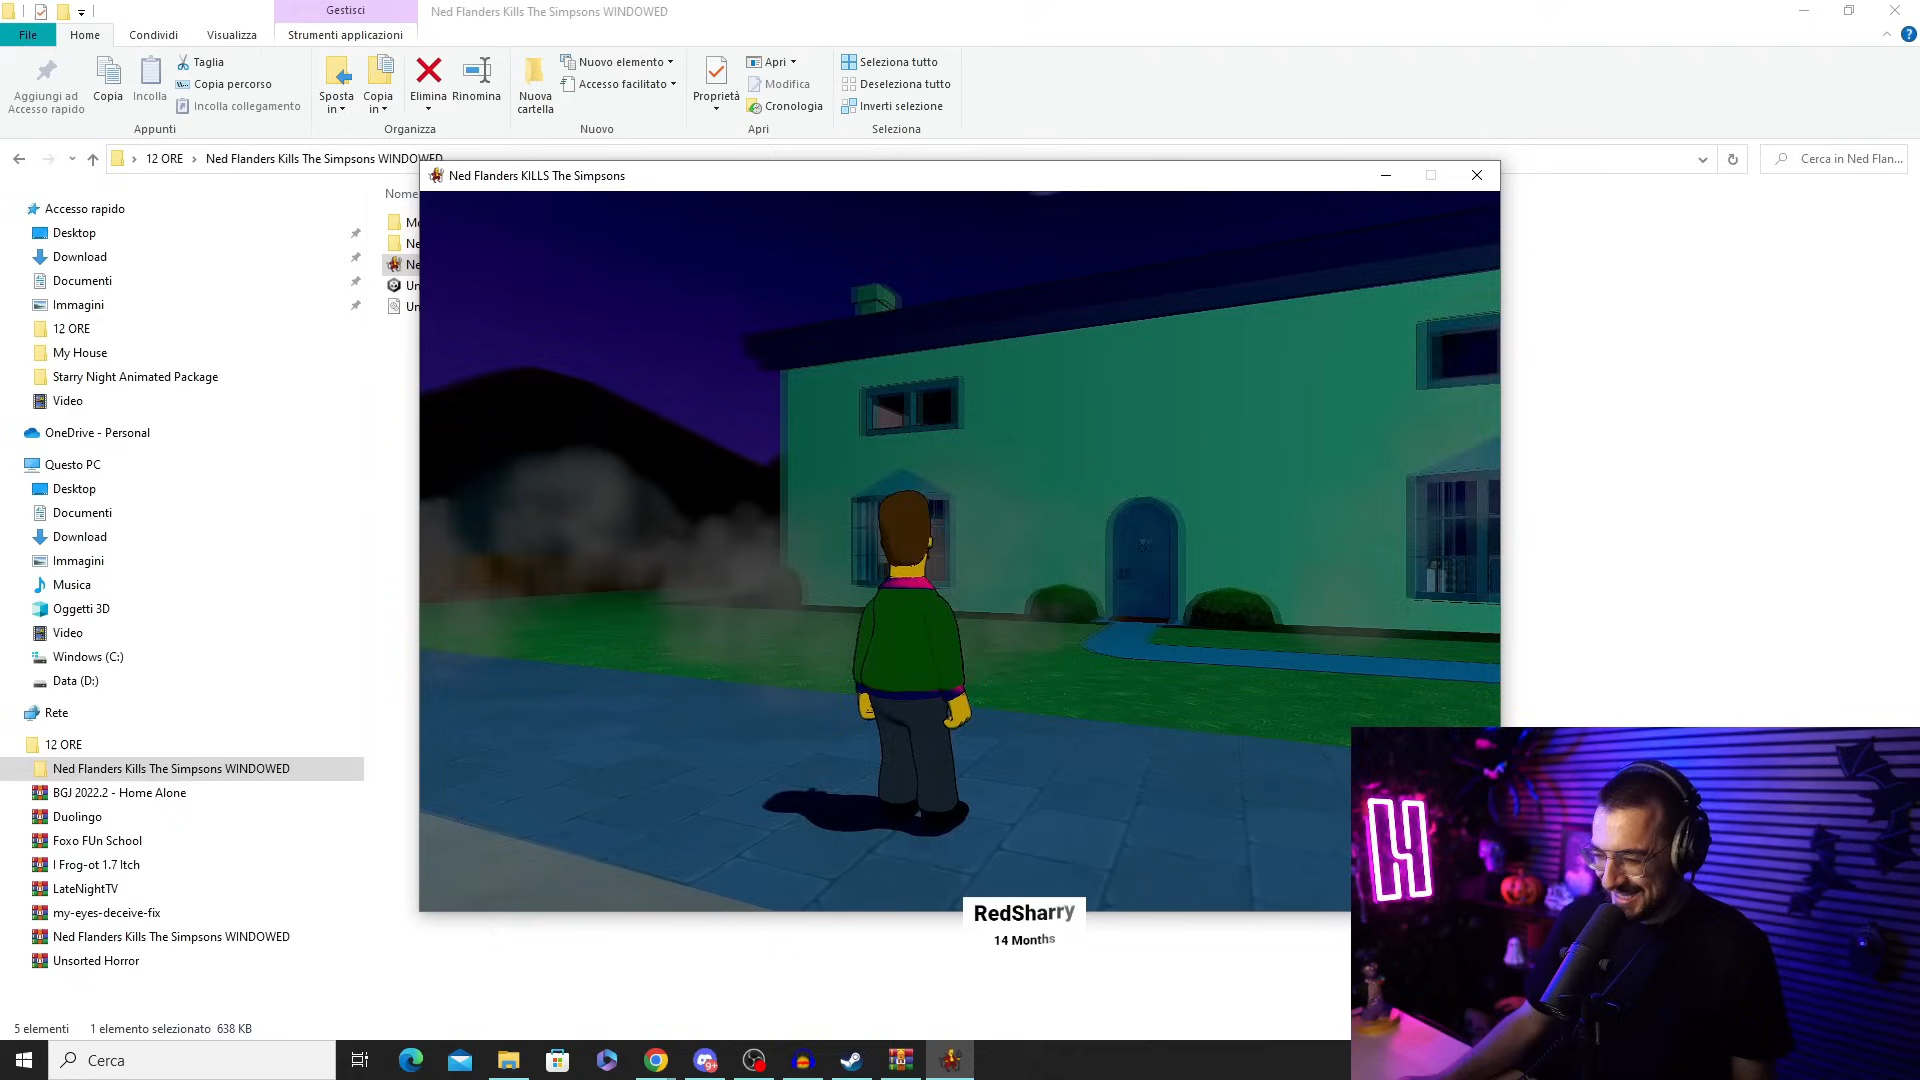 Gestisci
Ned Flanders Kills The Simpsons WINDOWED
File
Home
Condividi
Visualizza
Strumenti applicazioni
Aggiungi ad
Accesso rapido
Copia
Incolla
Taglia
Copia percorso
Incolla collegamento
Appunti
Sposta
in
Copia
in
Elimina
Rinomina
Organizza
Nuova
cartella
Nuovo elemento
Accesso facilitato
Nuovo
Proprietà
Apri
Modifica
Cronologia
Apri
Seleziona tutto
Deseleziona tutto
Inverti selezione
Seleziona
12 ORE
Ned Flanders Kills The Simpsons WINDOWED
Cerca in Ned Flan...
Ned Flanders KILLS The Simpsons
Nome
Accesso rapido
Desktop
Download
Documenti
Immagini
12 ORE
My House
Starry Night Animated Package
Video
OneDrive - Personal
Questo PC
Desktop
Documenti
Download
Immagini
Musica
Oggetti 3D
Video
Windows (C:)
Data (D:)
Rete
12 ORE
Ned Flanders Kills The Simpsons WINDOWED
BGJ 2022.2 - Home Alone
Duolingo
Foxo FUn School
I Frog-ot 1.7 Itch
LateNightTV
my-eyes-deceive-fix
Ned Flanders Kills The Simpsons WINDOWED
Unsorted Horror
RedSharry
14 Months
5 elementi
1 elemento selezionato 638 KB
Cerca
9+